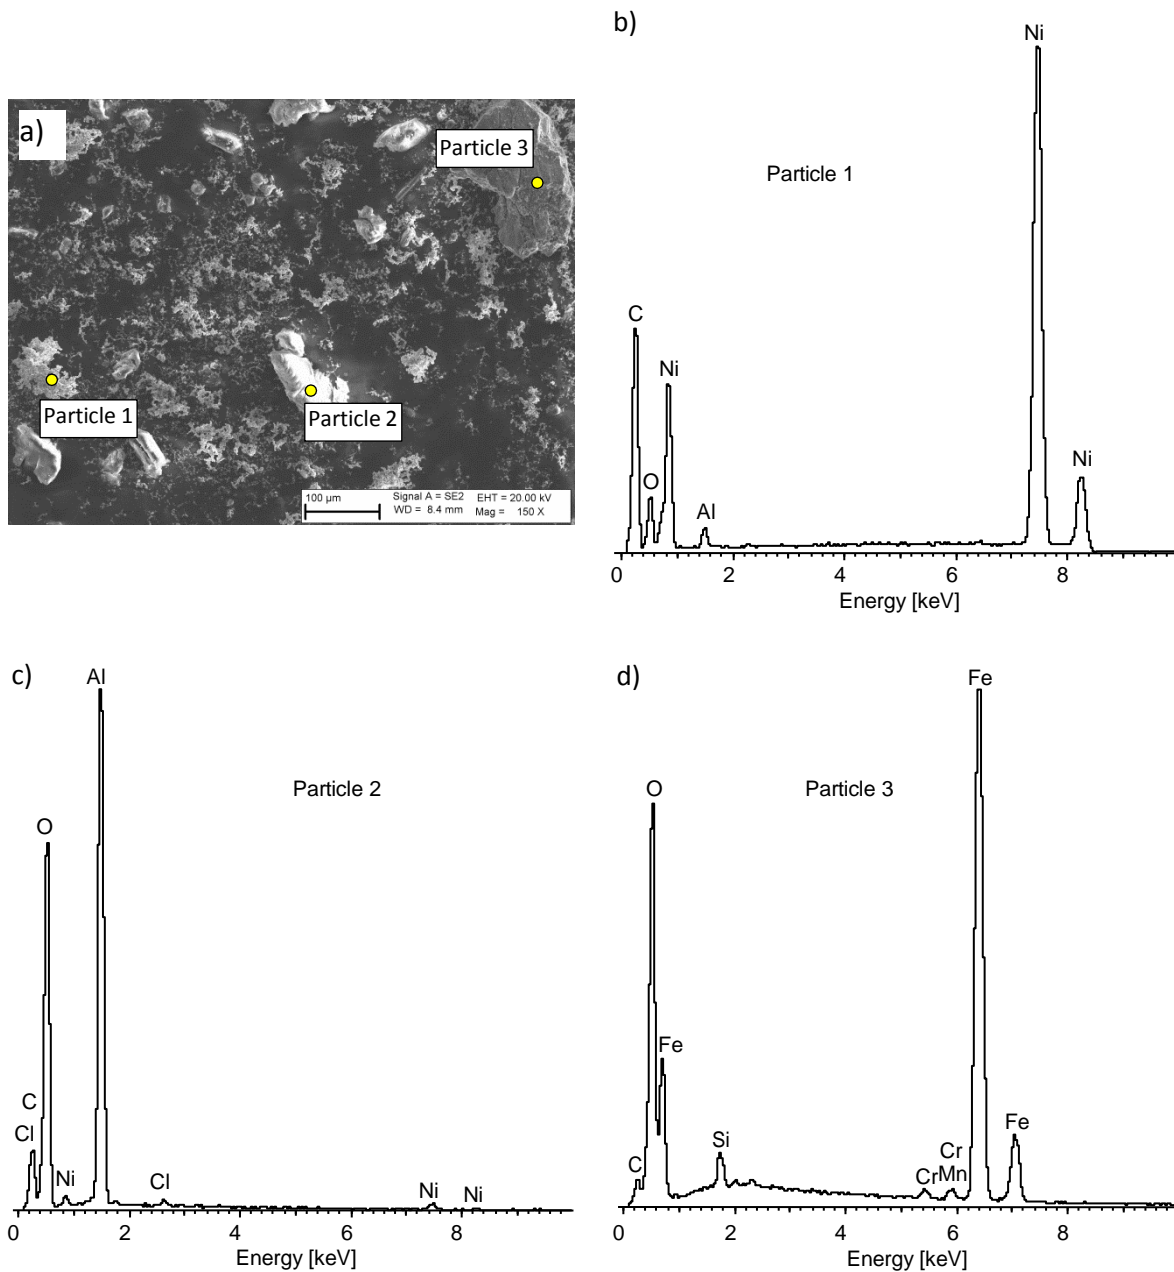 a)
Particle 3
Particle 1
Particle 2
100 µm
Signal A = SE2 EHT = 20.00 kV
WD = 8.4 mm Mag = 150 X
b)
Ni
Particle 1
C
Ni
O
Al
Ni
0 2 4 6 8
Energy [keV]
c)
Al
Particle 2
O
C
Cl
Ni
Cl
Ni
Ni
0 2 4 6 8
Energy [keV]
d)
Fe
Particle 3
O
Fe
Si
C
Cr
Cr
Mn
Fe
0 2 4 6 8
Energy [keV]